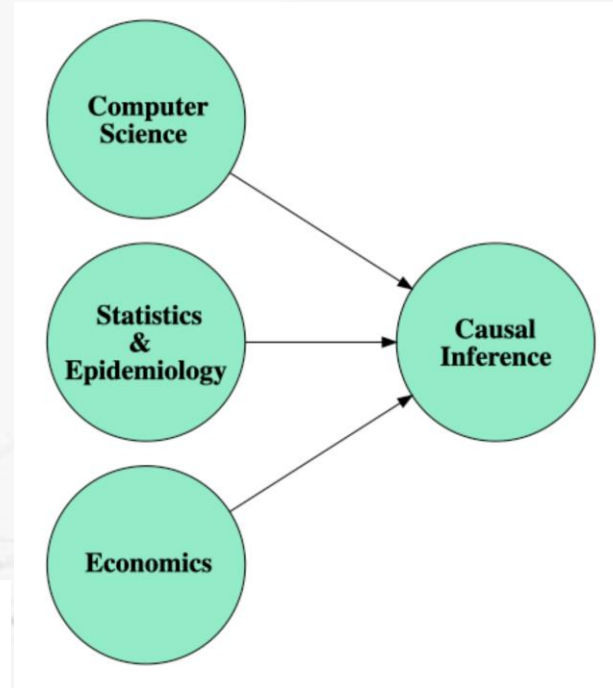 Computer
Science
Statistics
&
Epidemiology
Causal
Inference
Economics